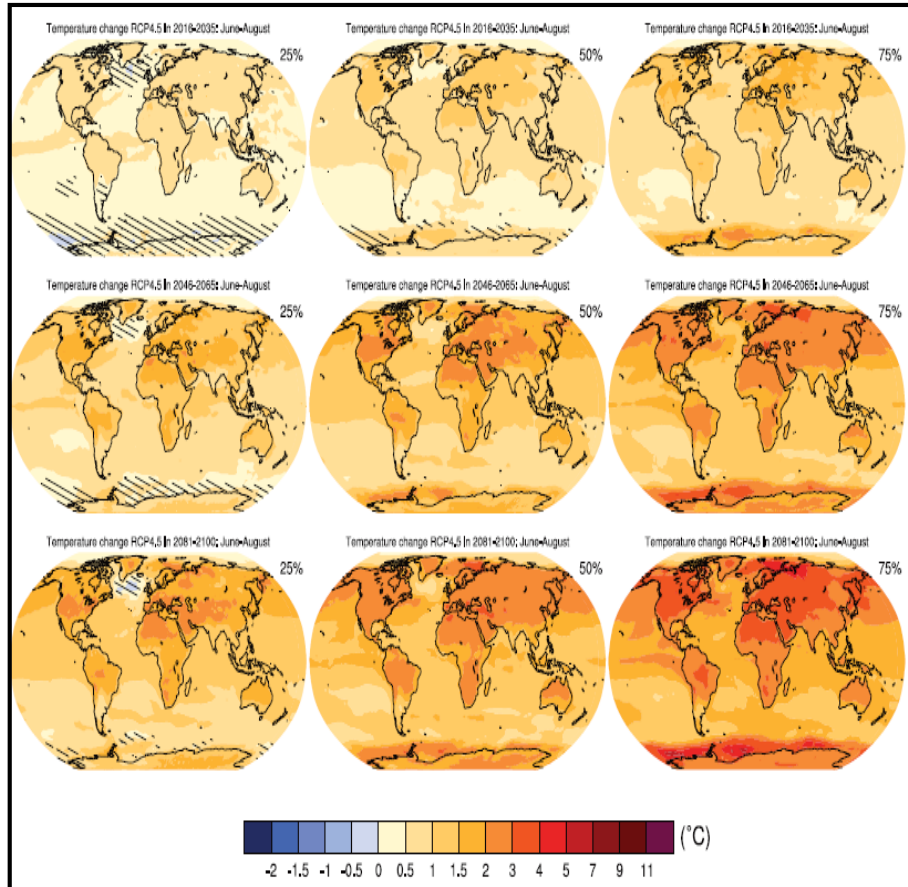 Temperature change RCP4.5 in 2016-2035: June-August
25%
Temperature change RCP4.5 in 2016-2035: June-August
50%
Temperature change RCP4.5 in 2016-2035: June-August
75%
Temperature change RCP4.5 in 2046-2065: June-August
25%
Temperature change RCP4.5 in 2046-2065: June-August
50%
Temperature change RCP4.5 in 2046-2065: June-August
75%
Temperature change RCP4.5 in 2081-2100: June-August
25%
Temperature change RCP4.5 in 2081-2100: June-August
50%
Temperature change RCP4.5 in 2081-2100: June-August
75%
(°C)
-2 -1.5 -1 -0.5 0 0.5 1 1.5 2 3 4 5 7 9 11